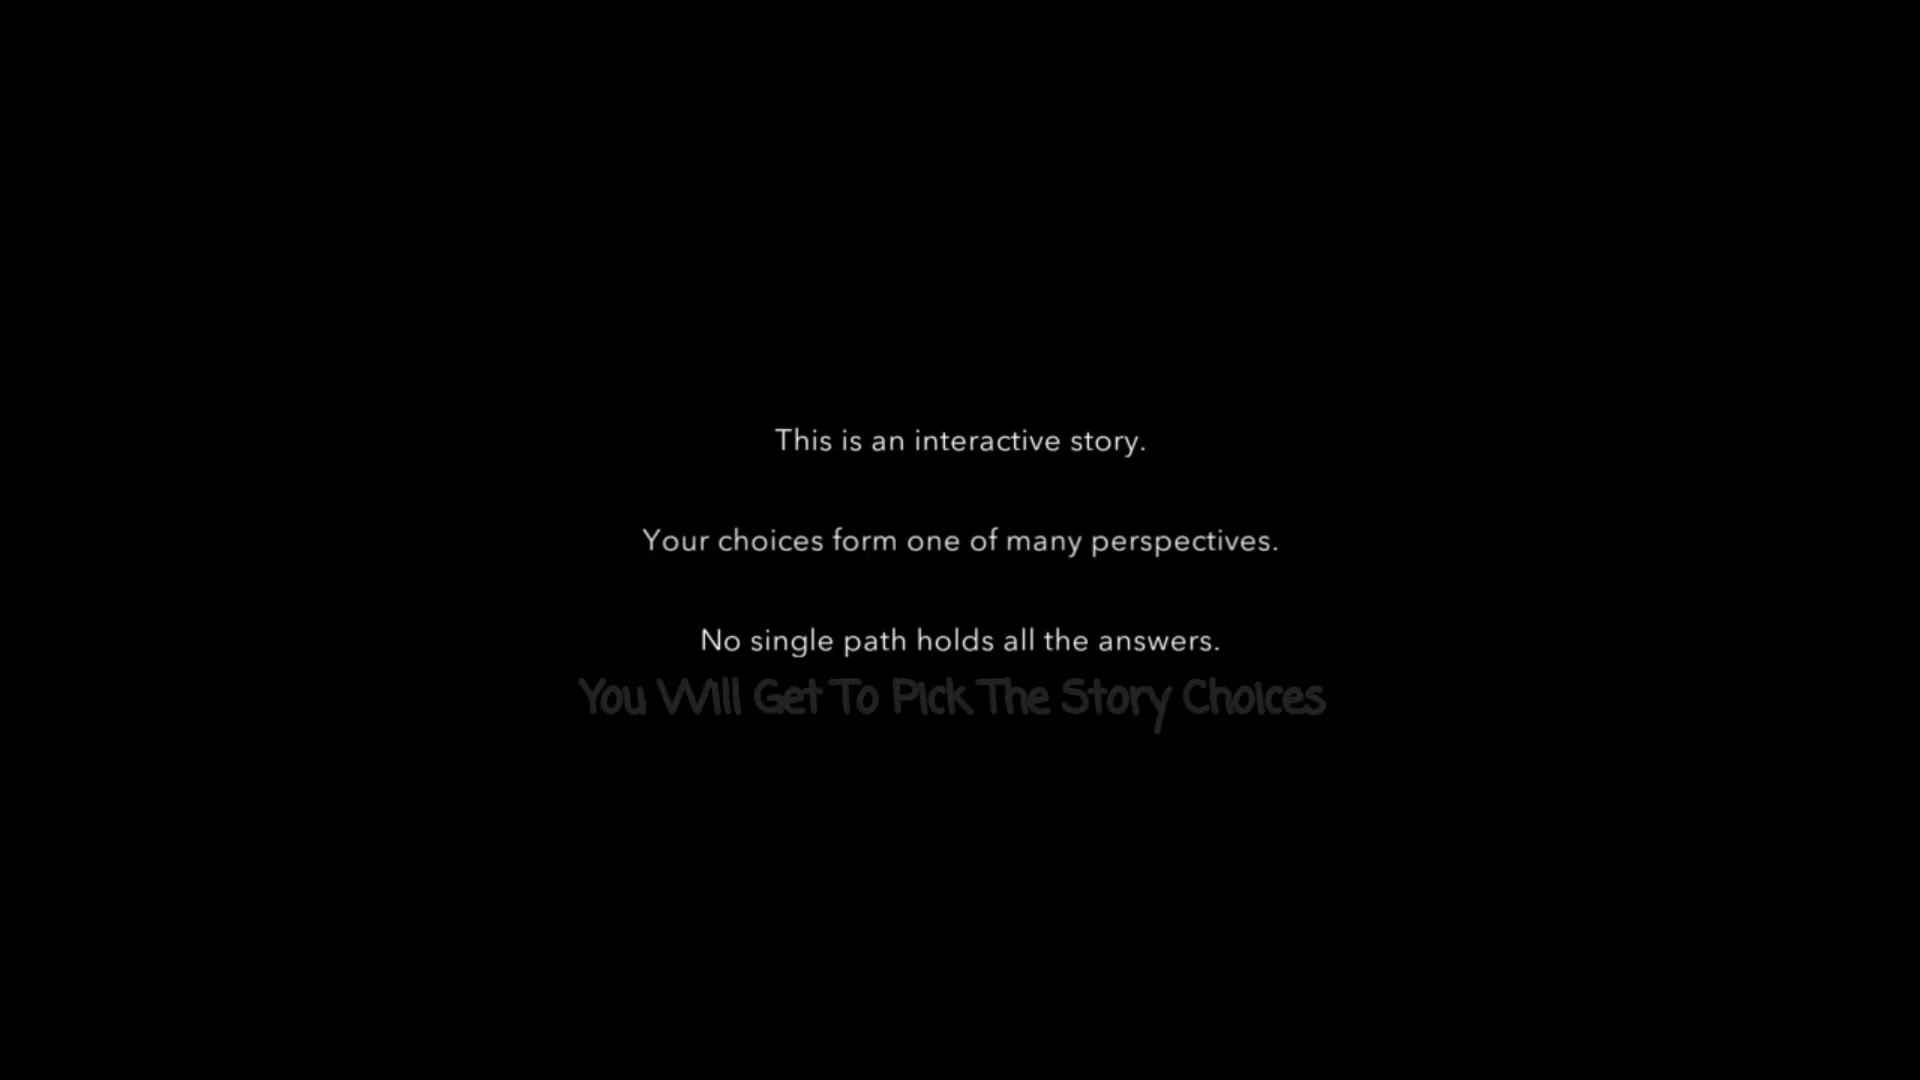 This is an interactive story.
Your choices form one of many perspectives.
No single path holds all the answers.
You Will Get To Pick The Story Choices